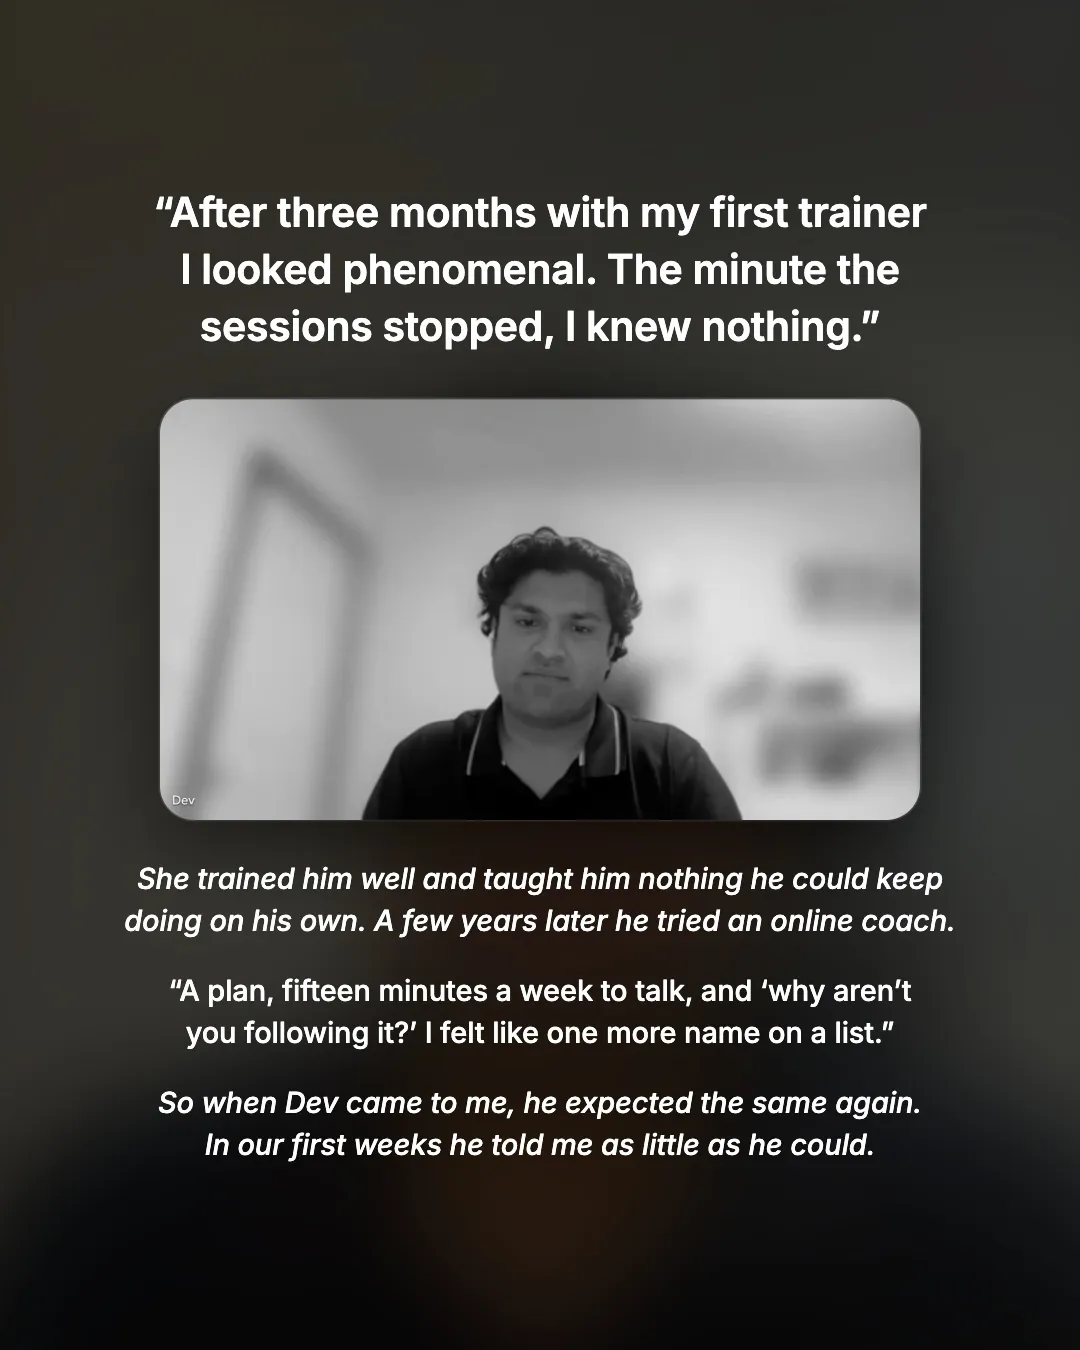 “After three months with my first trainer
I looked phenomenal. The minute the
sessions stopped, I knew nothing.”
Dev
She trained him well and taught him nothing he could keep
doing on his own. A few years later he tried an online coach.
“A plan, fifteen minutes a week to talk, and ‘why aren’t
you following it?’ I felt like one more name on a list.”
So when Dev came to me, he expected the same again.
In our first weeks he told me as little as he could.